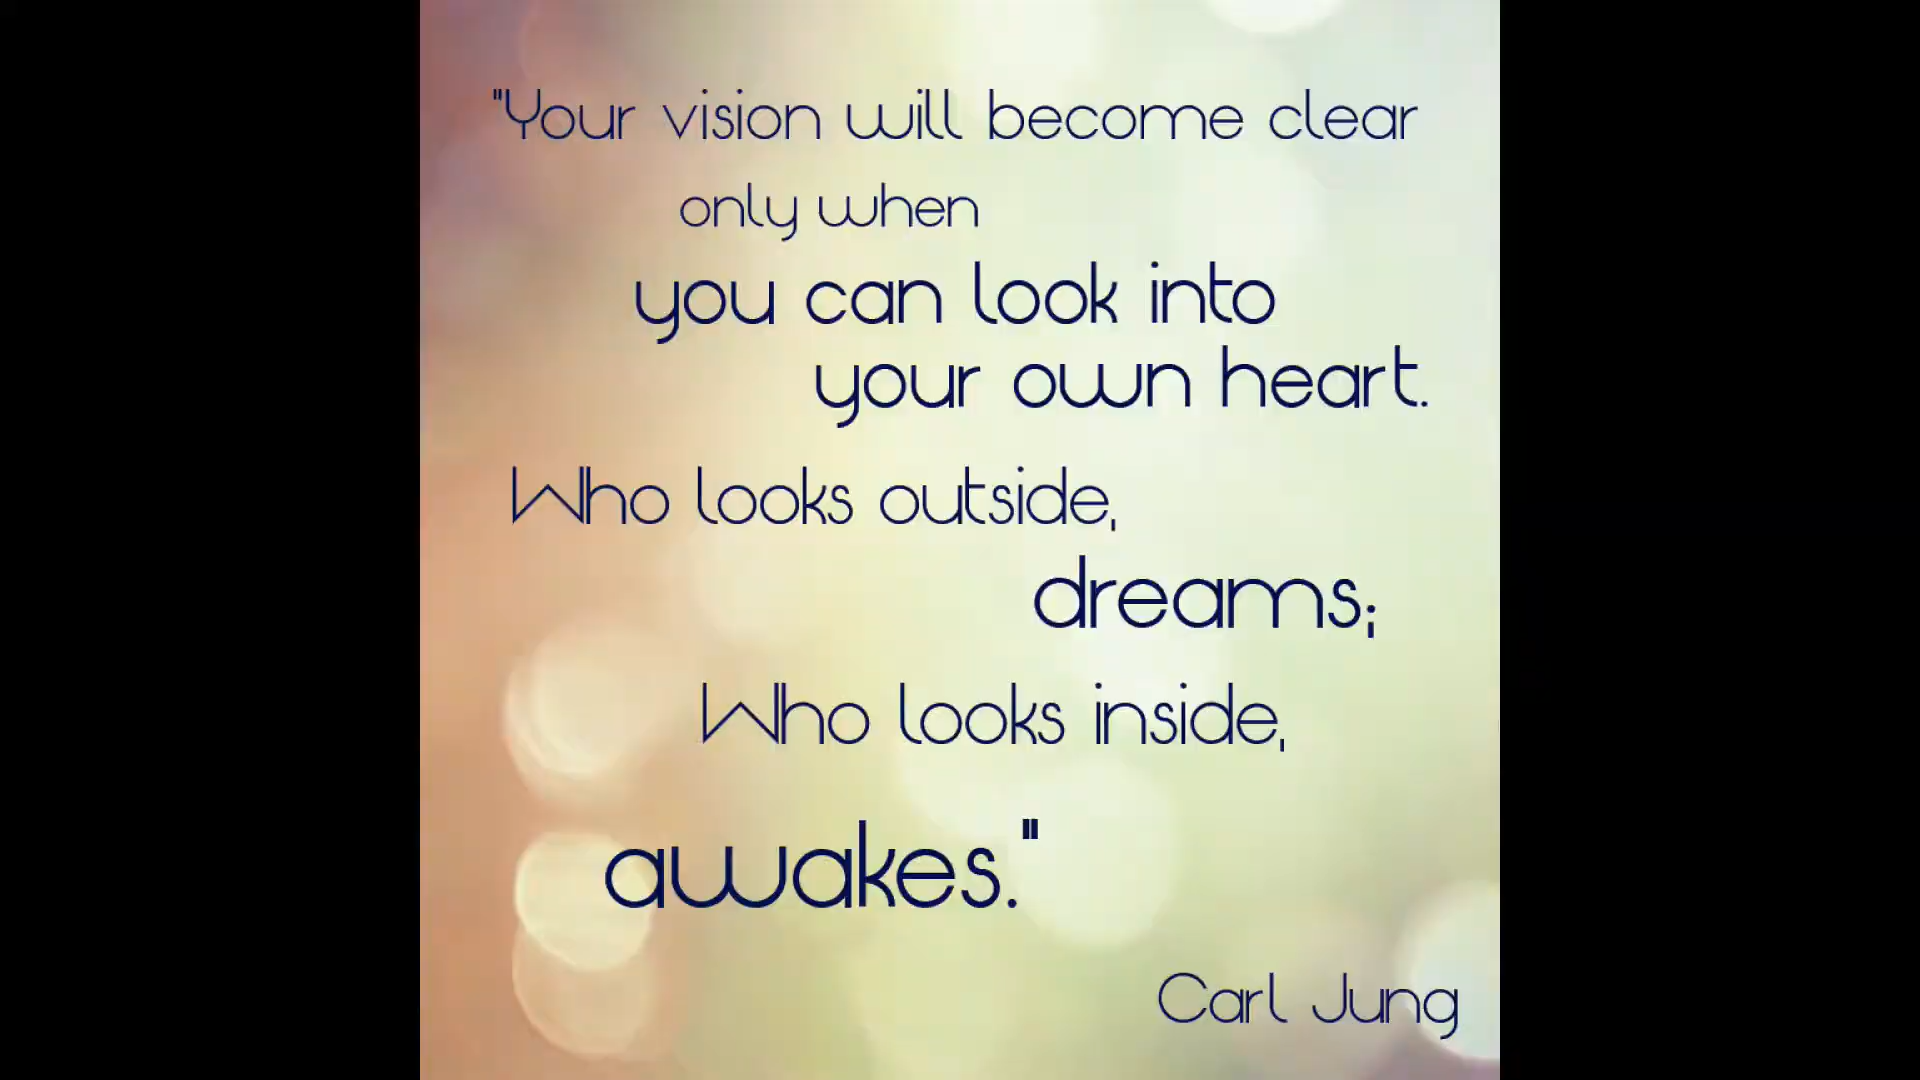 "Your vision will become clear
only when
you can look into
your own heart.
Who looks outside,
dreams;
Who looks inside,
awakes."
Carl Jung